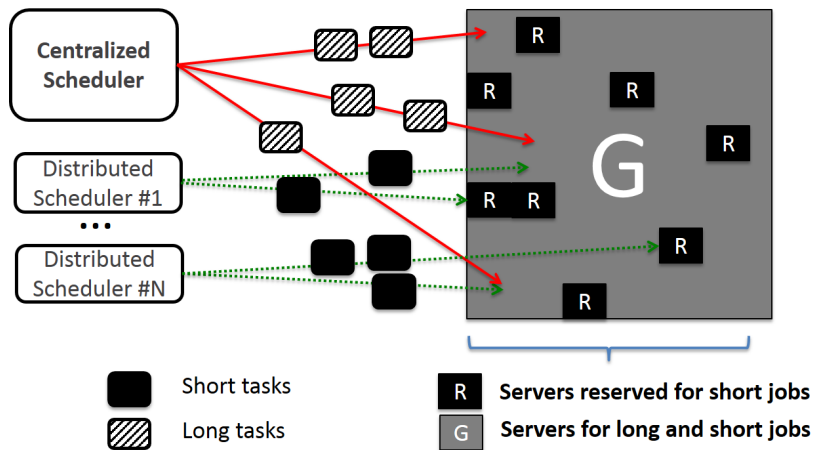 Centralized
Scheduler
R
R
R
R
G
Distributed
Scheduler #1
R
R
...
Distributed
Scheduler #N
R
R
Short tasks
R
Servers reserved for short jobs
Long tasks
G
Servers for long and short jobs